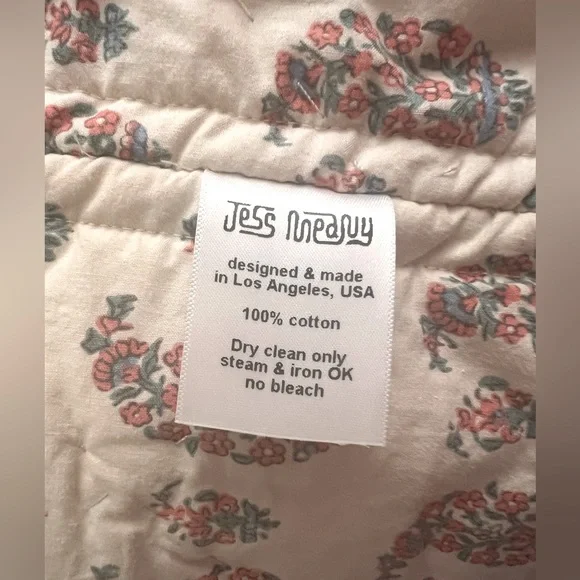 Jess Meany
designed & made
in Los Angeles, USA
100% cotton
Dry clean only
steam & iron OK
no bleach